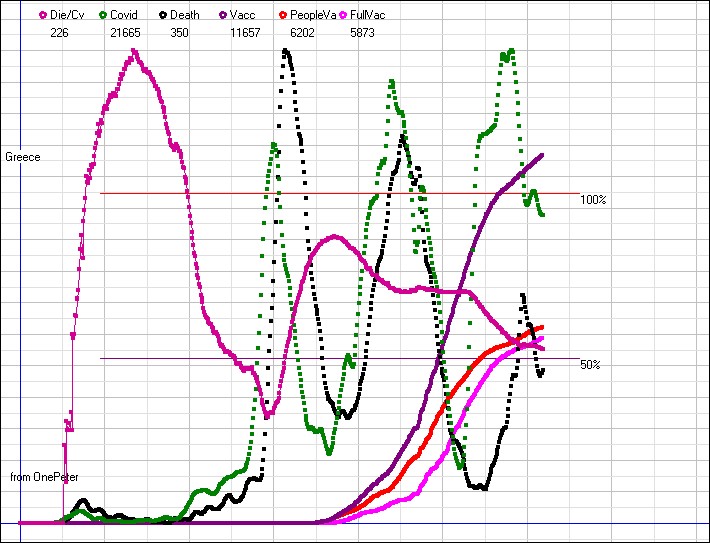 Die/Cv Covid Death Vacc PeopleVa FullVac
226 21665 350 11657 6202 5873
Greece
100%
50%
from OnePeter